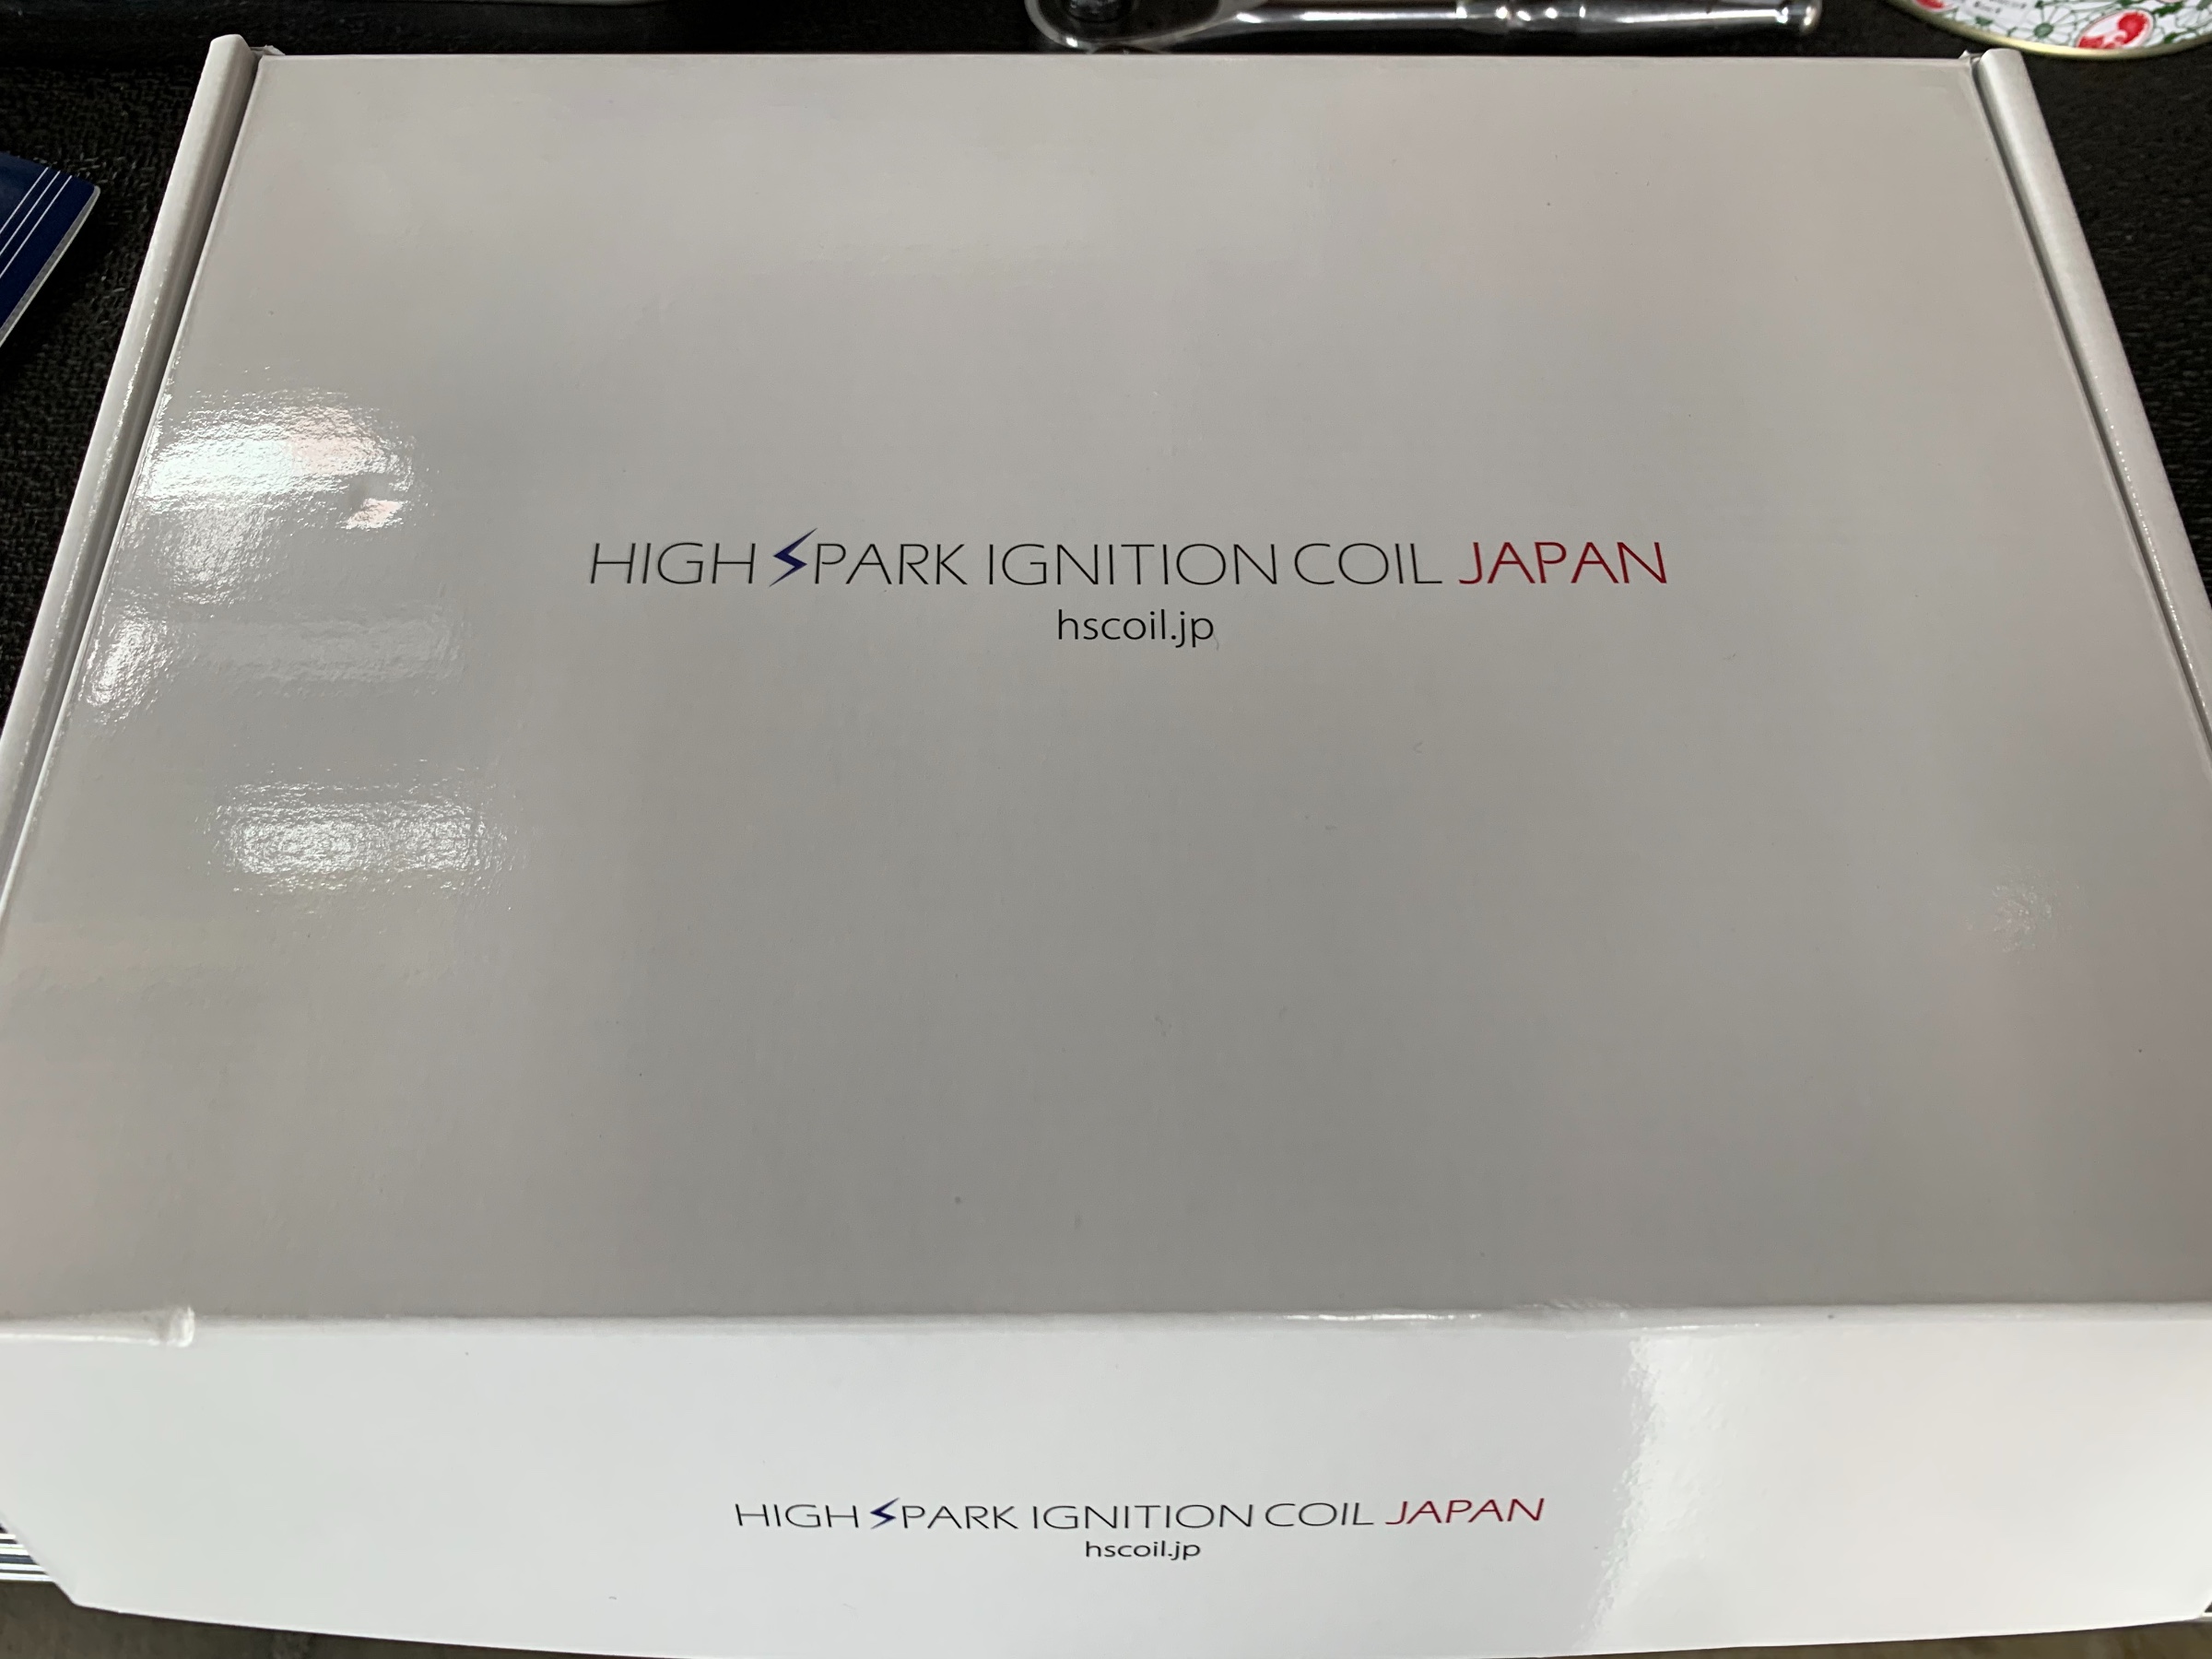 HIGH SPARK IGNITION COIL JAPAN
hscoil.jp
HIGH SPARK IGNITION COIL JAPAN
hscoil.jp